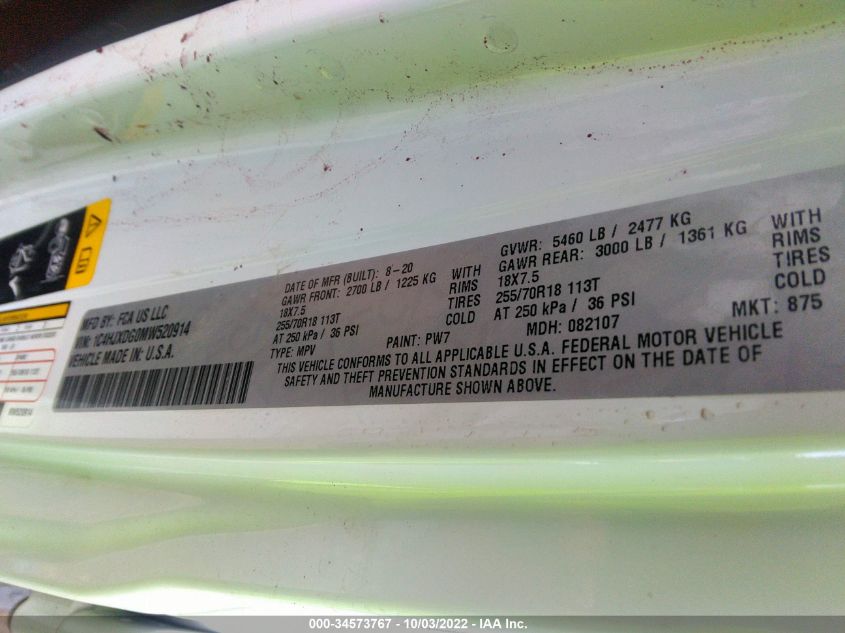 MFD BY: FCA US LLC
VIN: 1C4HJXDG0MW520914
VEHICLE MADE IN: U.S.A.
DATE OF MFR (BUILT): 8-20
GAWR FRONT: 2700 LB / 1225 KG WITH
18X7.5 RIMS
255/70R18 113T TIRES
AT 250 kPa / 36 PSI COLD
TYPE: MPV PAINT: PW7
GVWR: 5460 LB / 2477 KG
GAWR REAR: 3000 LB / 1361 KG WITH
18X7.5 RIMS
255/70R18 113T TIRES
AT 250 kPa / 36 PSI COLD
MDH: 082107 MKT: 875
THIS VEHICLE CONFORMS TO ALL APPLICABLE U.S.A. FEDERAL MOTOR VEHICLE
SAFETY AND THEFT PREVENTION STANDARDS IN EFFECT ON THE DATE OF
MANUFACTURE SHOWN ABOVE.
MW520914
000-34573767 - 10/03/2022 - IAA Inc.